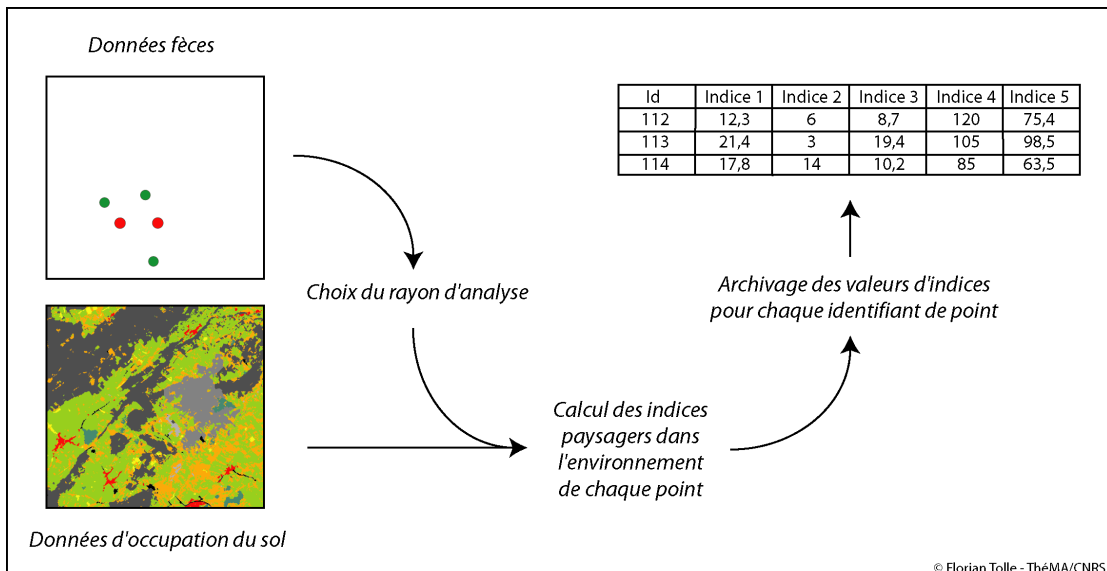 Données fèces
Id Indice 1 Indice 2 Indice 3 Indice 4 Indice 5
112 12,3 6 8,7 120 75,4
113 21,4 3 19,4 105 98,5
114 17,8 14 10,2 85 63,5
Choix du rayon d'analyse
Archivage des valeurs d'indices
pour chaque identifiant de point
Calcul des indices
paysagers dans
l'environnement
de chaque point
Données d'occupation du sol
© Florian Tolle - ThéMA/CNRS